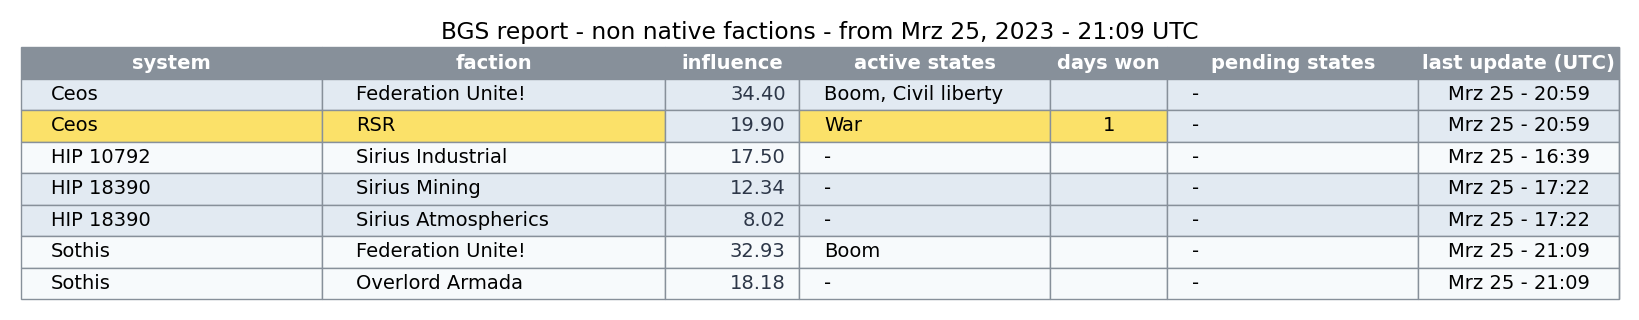 BGS report - non native factions - from Mrz 25, 2023 - 21:09 UTC
system faction influence active states days won pending states last update (UTC)
Ceos Federation Unite! 34.40 Boom, Civil liberty - Mrz 25 - 20:59
Ceos RSR 19.90 War 1 - Mrz 25 - 20:59
HIP 10792 Sirius Industrial 17.50 - - Mrz 25 - 16:39
HIP 18390 Sirius Mining 12.34 - - Mrz 25 - 17:22
HIP 18390 Sirius Atmospherics 8.02 - - Mrz 25 - 17:22
Sothis Federation Unite! 32.93 Boom - Mrz 25 - 21:09
Sothis Overlord Armada 18.18 - - Mrz 25 - 21:09